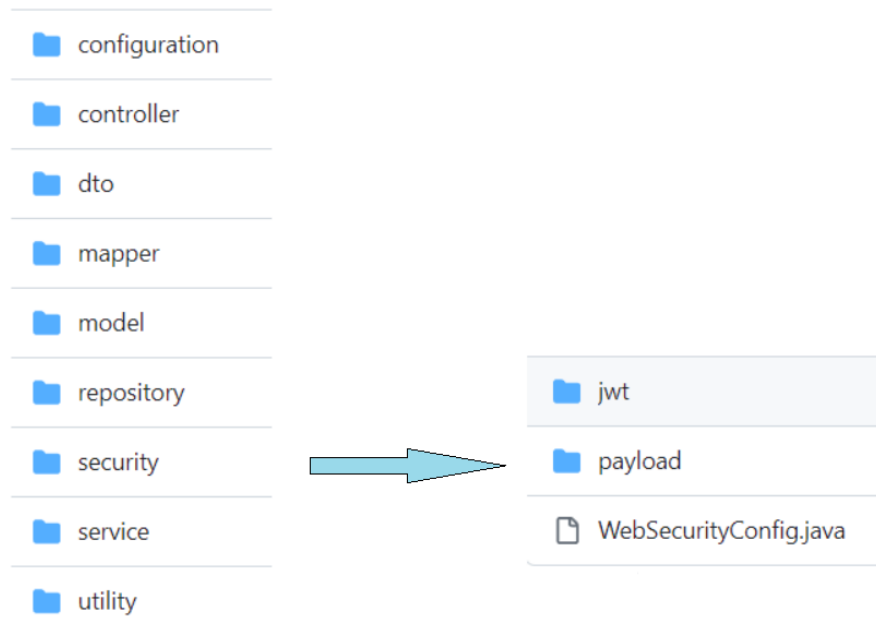 configuration
controller
dto
mapper
model
repository
security
service
utility
jwt
payload
WebSecurityConfig.java